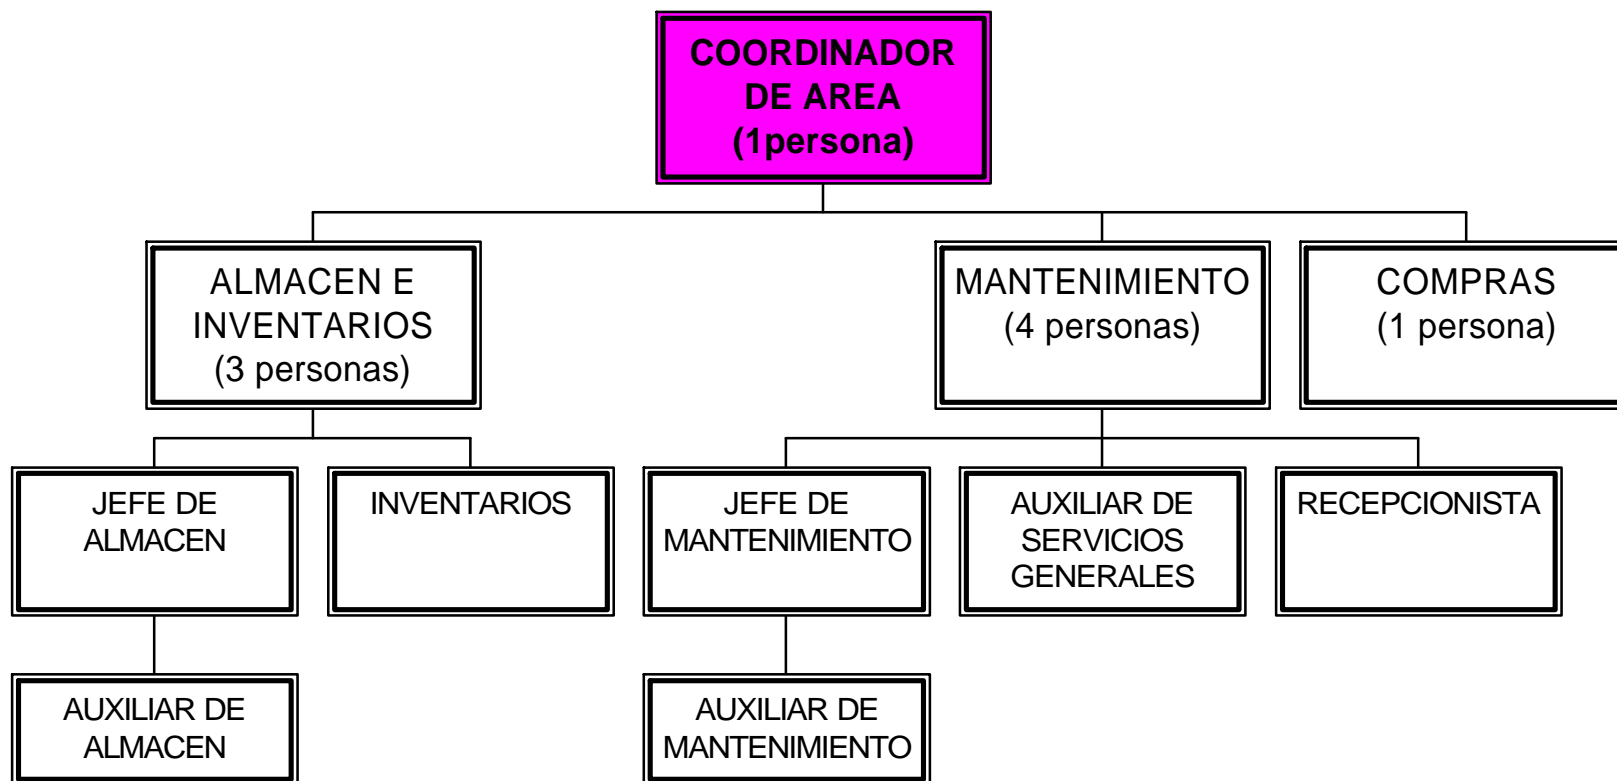 COORDINADOR
DE AREA
(1persona)
ALMACEN E
INVENTARIOS
(3 personas)
MANTENIMIENTO
(4 personas)
COMPRAS
(1 persona)
JEFE DE
ALMACEN
INVENTARIOS
JEFE DE
MANTENIMIENTO
AUXILIAR DE
SERVICIOS
GENERALES
RECEPCIONISTA
AUXILIAR DE
ALMACEN
AUXILIAR DE
MANTENIMIENTO